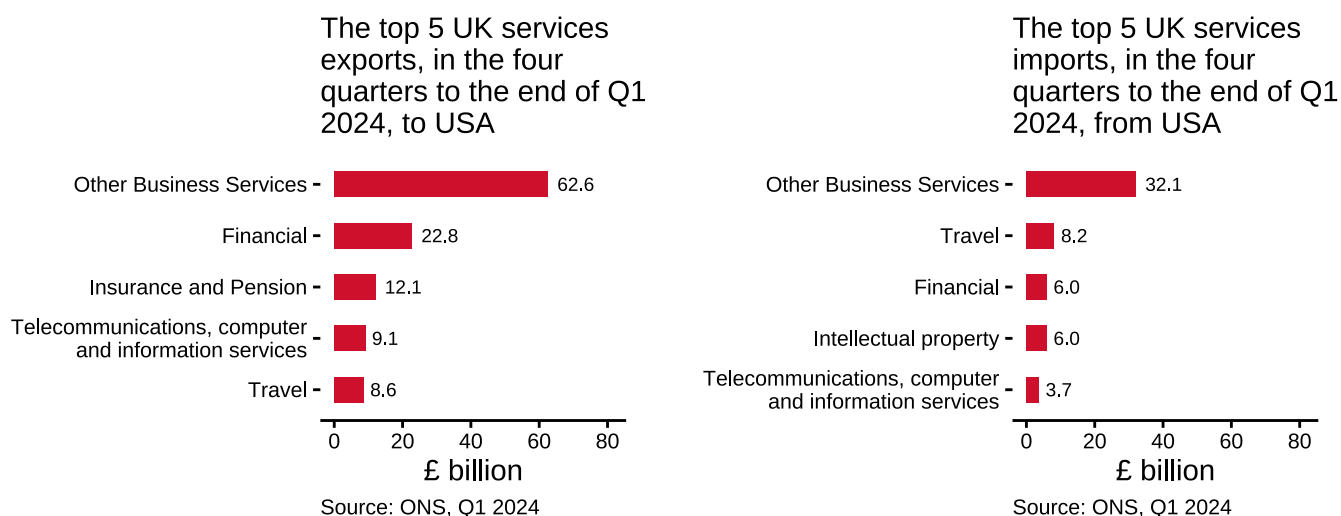 The top 5 UK services
exports, in the four
quarters to the end of Q1
2024, to USA
Other Business Services
62.6
Financial
22.8
Insurance and Pension
12.1
Telecommunications, computer
and information services
9.1
Travel
8.6
0 20 40 60 80
£ billion
Source: ONS, Q1 2024
The top 5 UK services
imports, in the four
quarters to the end of Q1
2024, from USA
Other Business Services
32.1
Travel
8.2
Financial
6.0
Intellectual property
6.0
Telecommunications, computer
and information services
3.7
0 20 40 60 80
£ billion
Source: ONS, Q1 2024